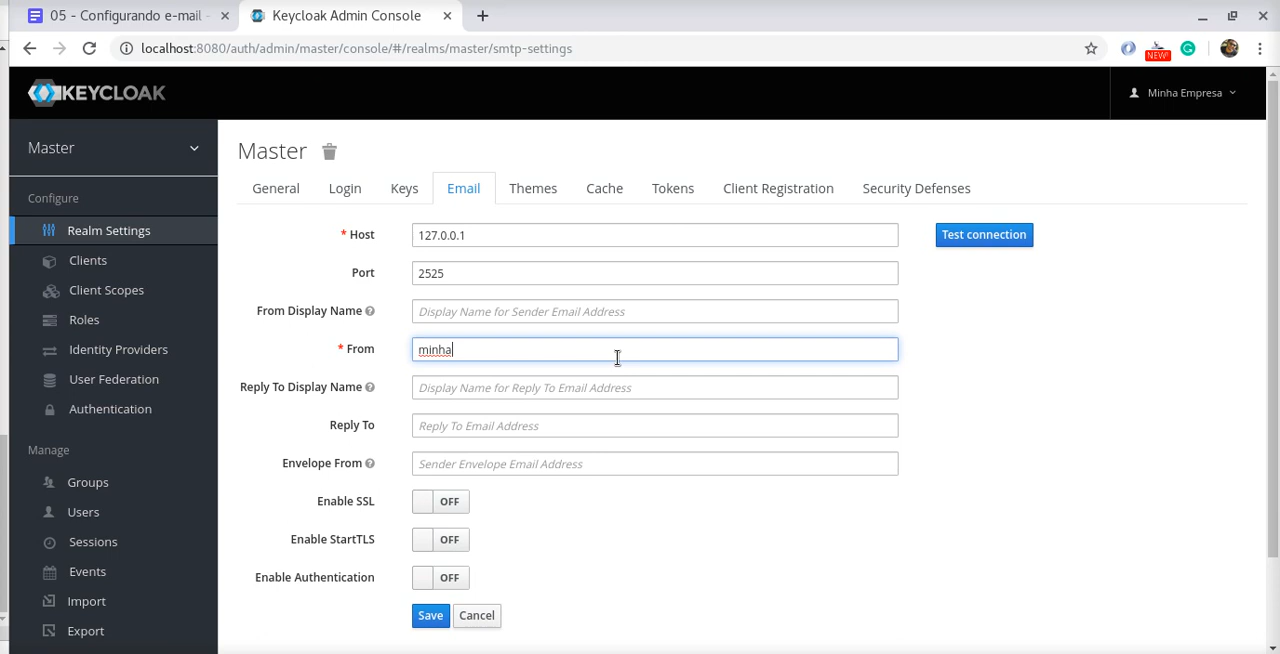 05 - Configurando e-mail -
Keycloak Admin Console
localhost:8080/auth/admin/master/console/#/realms/master/smtp-settings
NEW!
KEYCLOAK
Minha Empresa
Master
Configure
Realm Settings
Clients
Client Scopes
Roles
Identity Providers
User Federation
Authentication
Manage
Groups
Users
Sessions
Events
Import
Export
Master
General Login Keys Email Themes Cache Tokens Client Registration Security Defenses
* Host 127.0.0.1 Test connection
Port 2525
From Display Name Display Name for Sender Email Address
* From minha
Reply To Display Name Display Name for Reply To Email Address
Reply To Reply To Email Address
Envelope From Sender Envelope Email Address
Enable SSL OFF
Enable StartTLS OFF
Enable Authentication OFF
Save Cancel